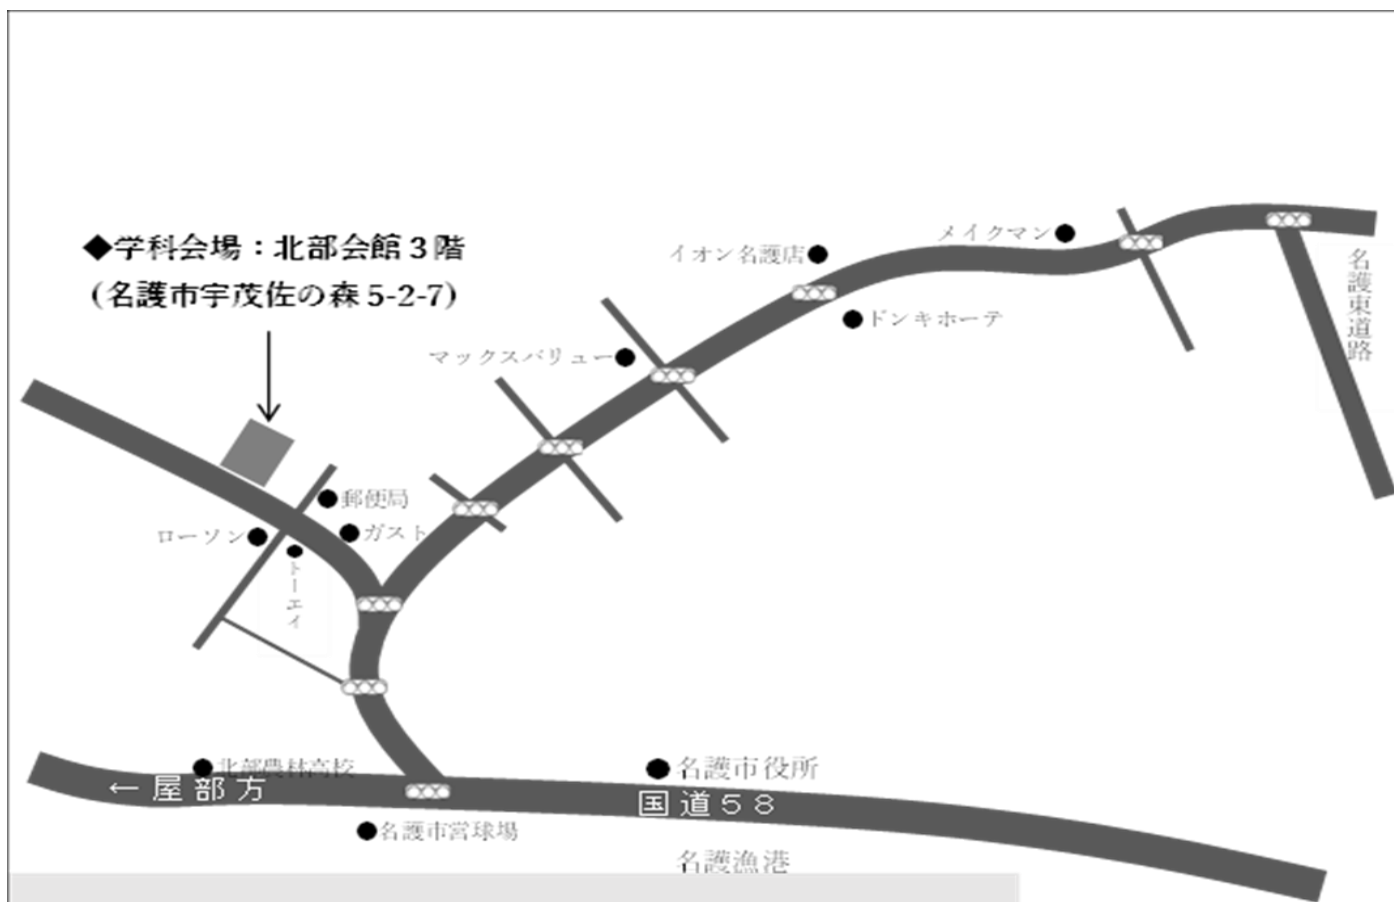 ◆学科会場：北部会館３階
(名護市宇茂佐の森5-2-7)
メイクマン
イオン名護店
ドンキホーテ
名護東道路
マックスバリュー
郵便局
ガスト
ローソン
トーエイ
北部農林高校
名護市役所
←屋部方
国道５８
名護市営球場
名護漁港